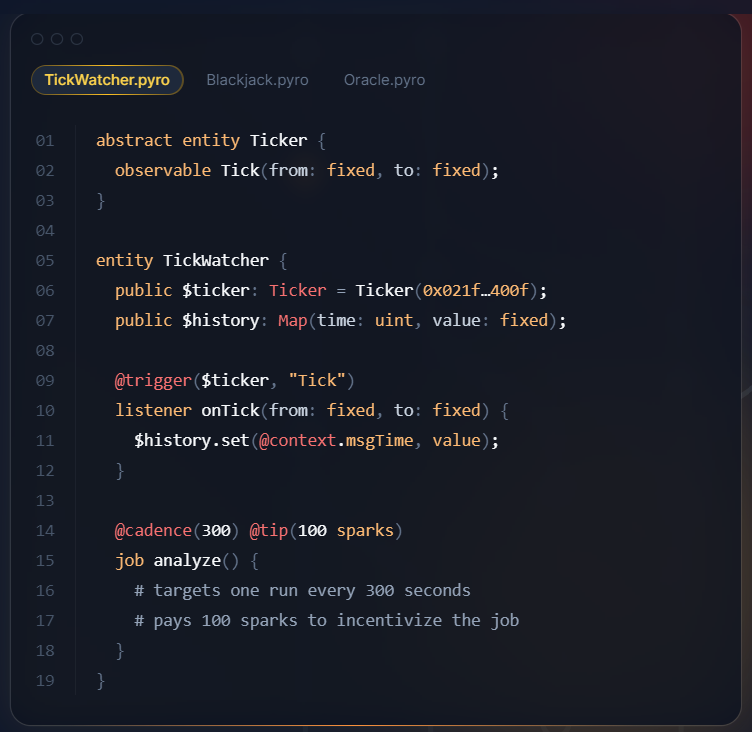 TickWatcher.pyro Blackjack.pyro Oracle.pyro
01 abstract entity Ticker {
02 observable Tick(from: fixed, to: fixed);
03 }
04
05 entity TickWatcher {
06 public $ticker: Ticker = Ticker(0x021f…400f);
07 public $history: Map(time: uint, value: fixed);
08
09 @trigger($ticker, "Tick")
10 listener onTick(from: fixed, to: fixed) {
11 $history.set(@context.msgTime, value);
12 }
13
14 @cadence(300) @tip(100 sparks)
15 job analyze() {
16 # targets one run every 300 seconds
17 # pays 100 sparks to incentivize the job
18 }
19 }